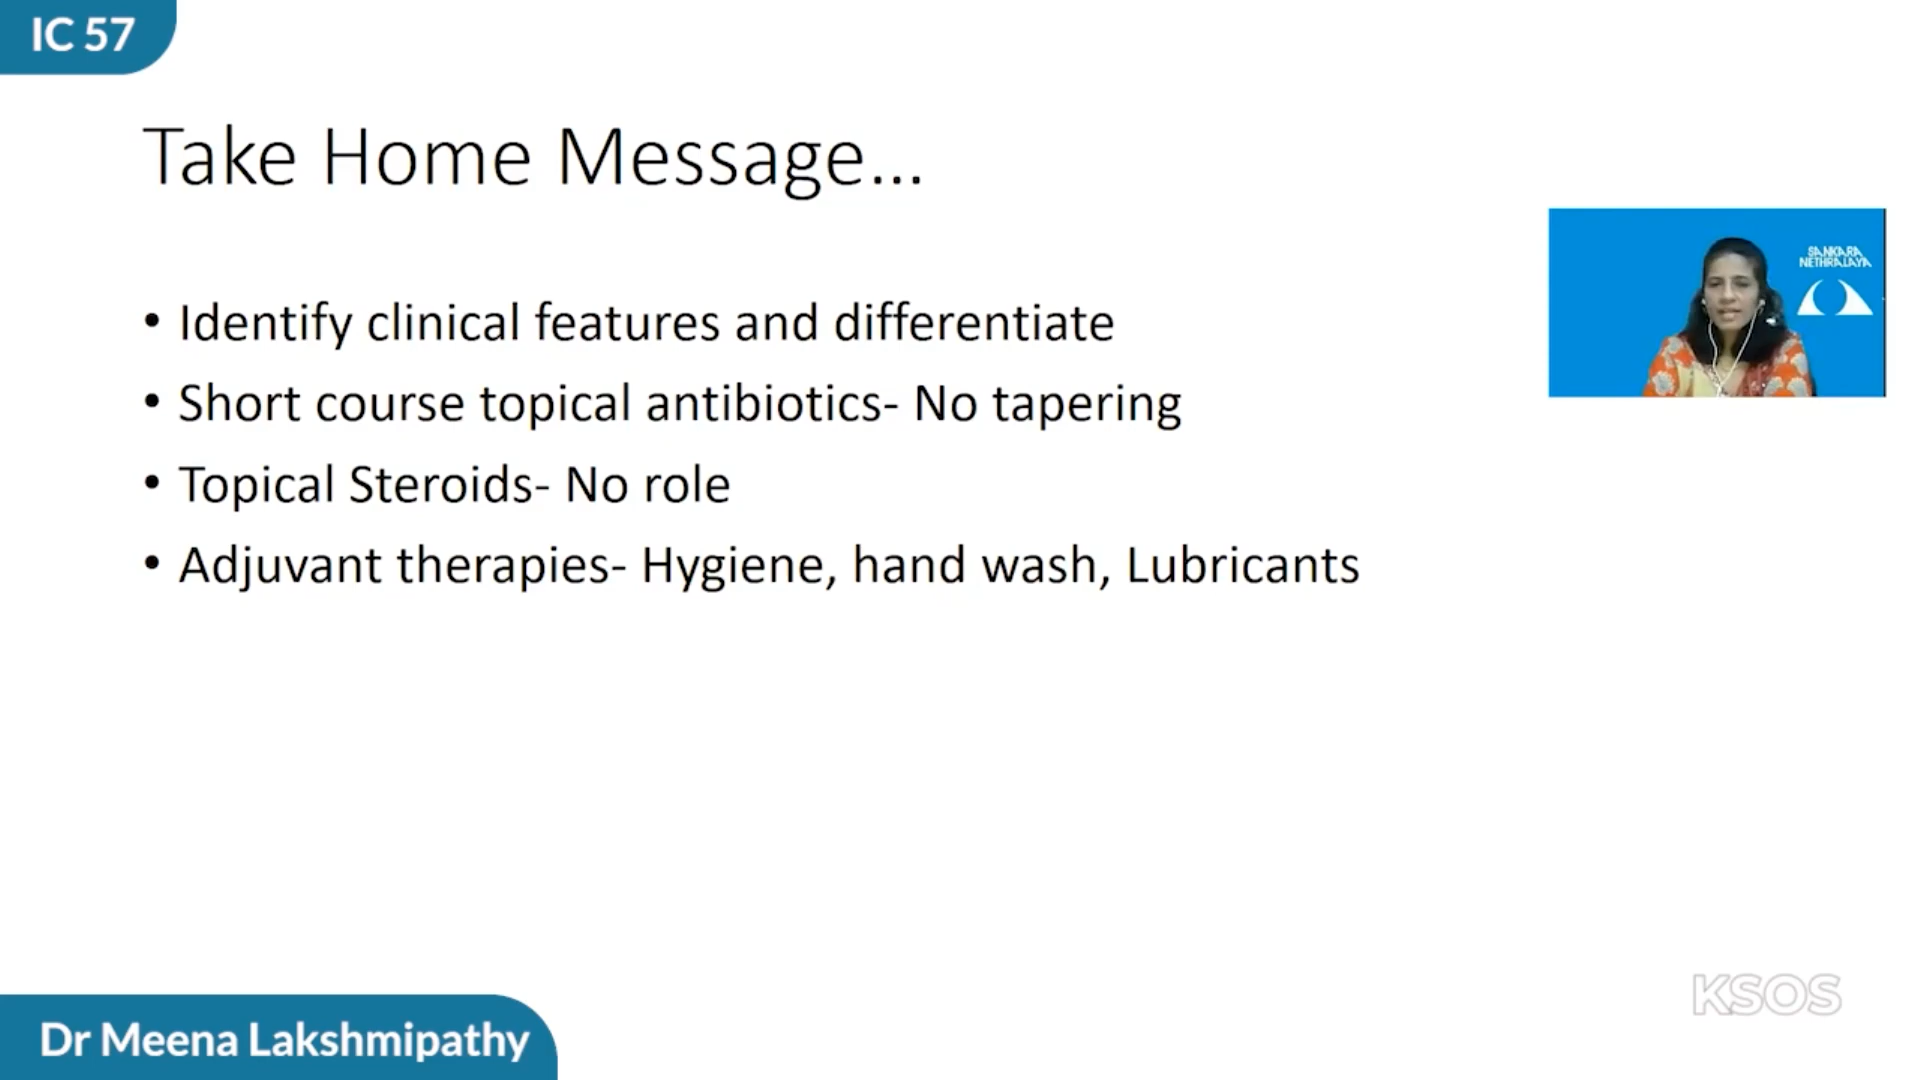 IC 57
Take Home Message...
SANKARA
NETHRALAYA
• Identify clinical features and differentiate
• Short course topical antibiotics- No tapering
• Topical Steroids- No role
• Adjuvant therapies- Hygiene, hand wash, Lubricants
KSOS
Dr Meena Lakshmipathy